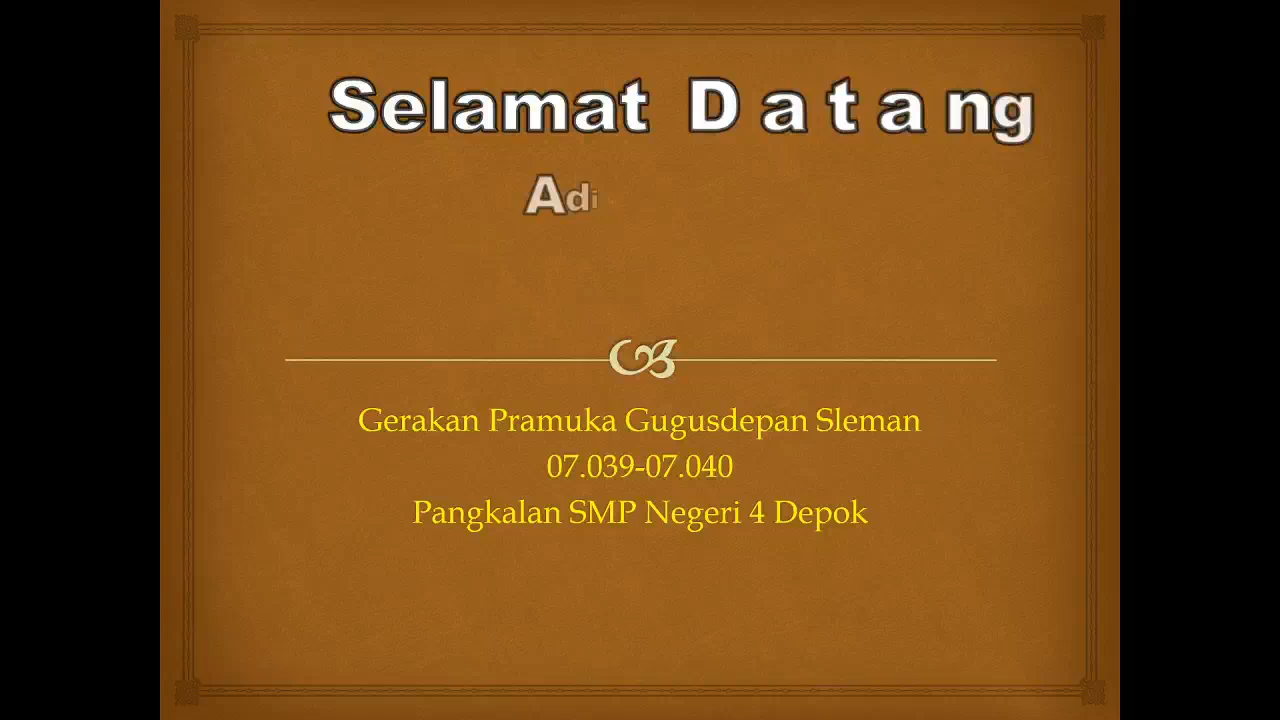 Selamat D a t a ng
Adi
Gerakan Pramuka Gugusdepan Sleman
07.039-07.040
Pangkalan SMP Negeri 4 Depok